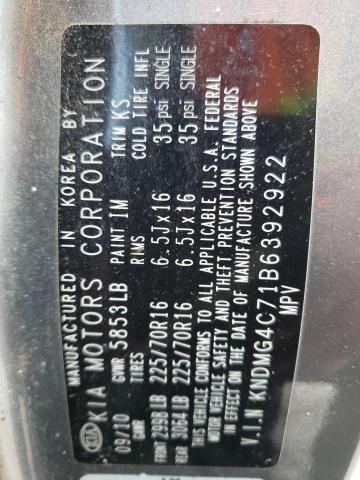 MANUFACTURED IN KOREA BY
KIA KIA MOTORS CORPORATION
09/10 GVWR 5853LB PAINT IM TRIM KS
GAWR TIRES RIMS COLD TIRE INFL
FRONT 2998LB 225/70R16 6.5Jx16 35psi SINGLE
REAR 3064LB 225/70R16 6.5Jx16 35psi SINGLE
THIS VEHICLE CONFORMS TO ALL APPLICABLE U.S.A. FEDERAL
MOTOR VEHICLE SAFETY AND THEFT PREVENTION STANDARDS
IN EFFECT ON THE DATE OF MANUFACTURE SHOWN ABOVE
V.I.N KNDMG4C71B6392922
MPV